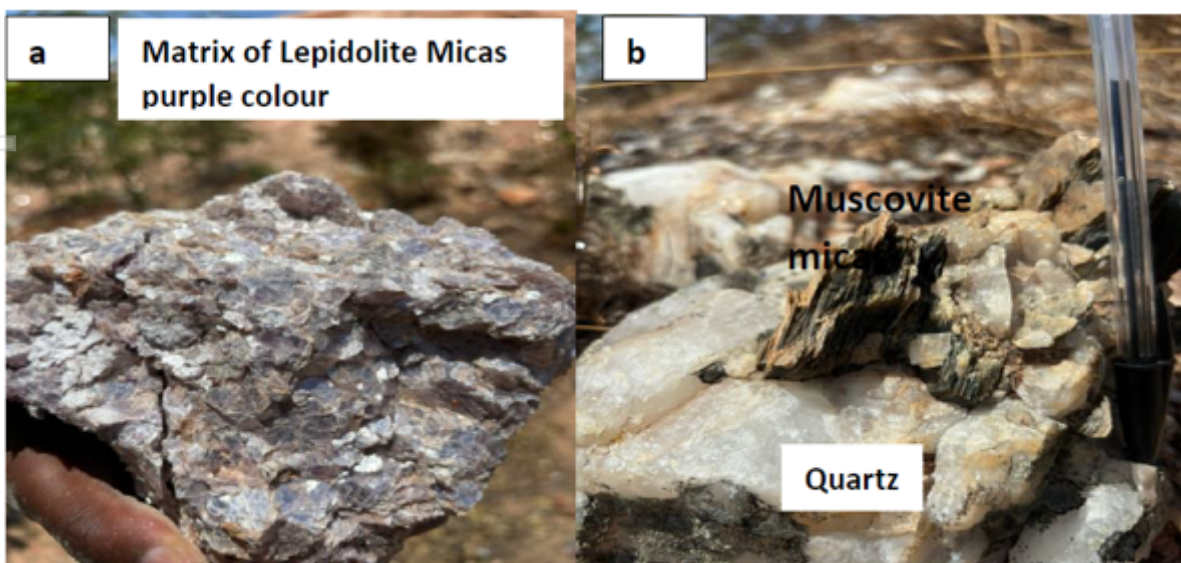 a
Matrix of Lepidolite Micas
purple colour
b
Muscovite
mica
Quartz